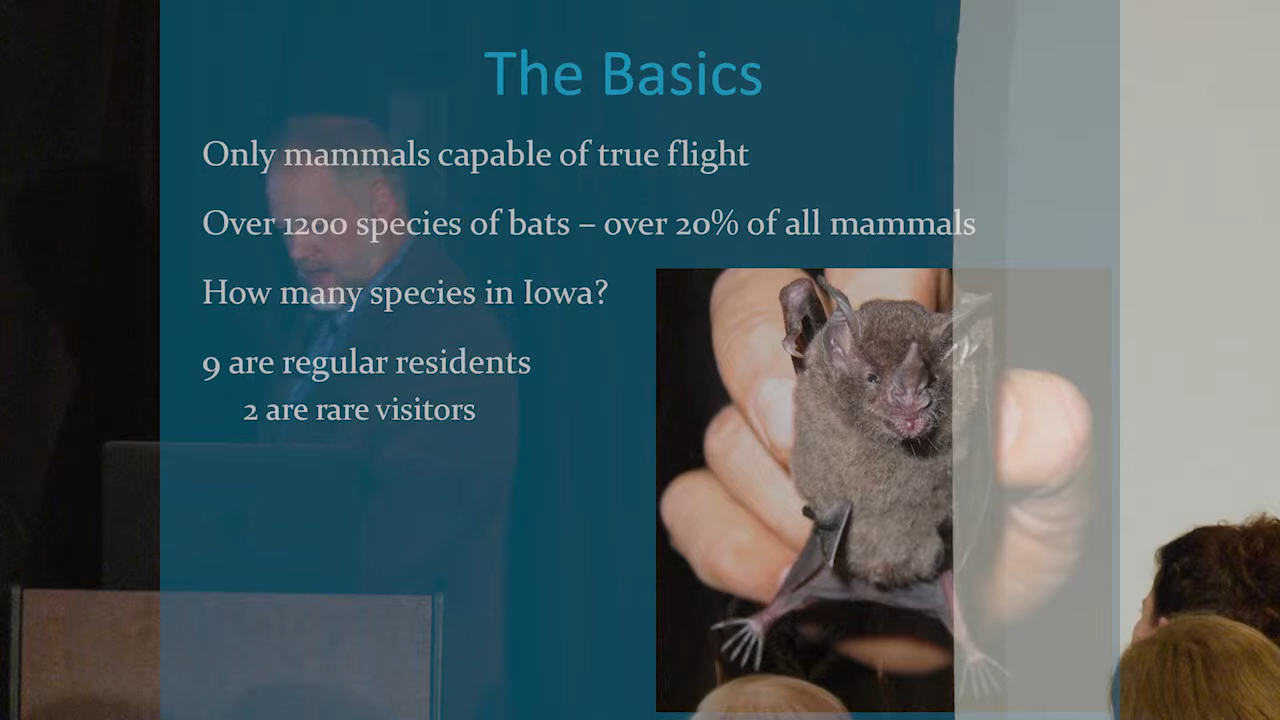 The Basics
Only mammals capable of true flight
Over 1200 species of bats – over 20% of all mammals
How many species in Iowa?
9 are regular residents
2 are rare visitors